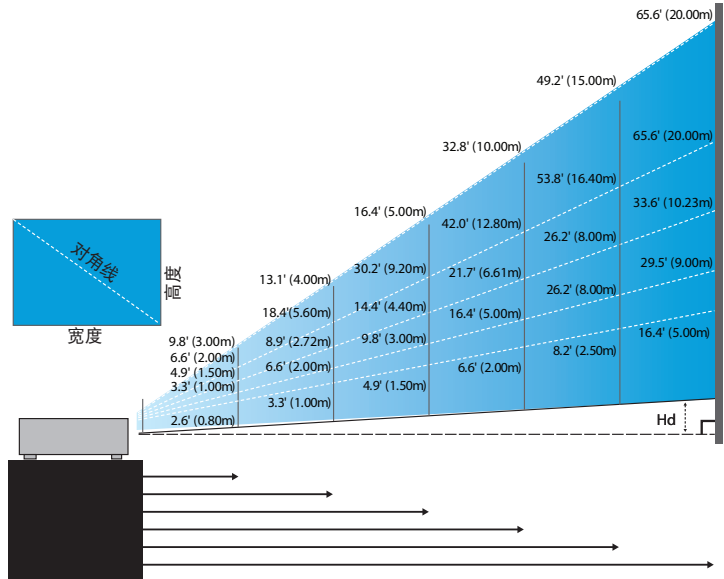 65.6' (20.00m)
49.2' (15.00m)
32.8' (10.00m)
16.4' (5.00m)
13.1' (4.00m)
9.8' (3.00m)
6.6' (2.00m)
4.9' (1.50m)
3.3' (1.00m)
2.6' (0.80m)
18.4'(5.60m)
8.9' (2.72m)
6.6' (2.00m)
3.3' (1.00m)
30.2' (9.20m)
14.4' (4.40m)
9.8' (3.00m)
4.9' (1.50m)
42.0' (12.80m)
21.7' (6.61m)
16.4' (5.00m)
6.6' (2.00m)
53.8' (16.40m)
26.2' (8.00m)
26.2' (8.00m)
8.2' (2.50m)
65.6' (20.00m)
33.6' (10.23m)
29.5' (9.00m)
16.4' (5.00m)
对角线
高度
宽度
Hd